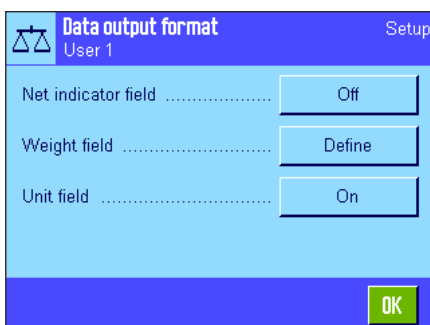 Data output format
Setup
User 1
Net indicator field ................... Off
Weight field .......................... Define
Unit field .............................. On
OK